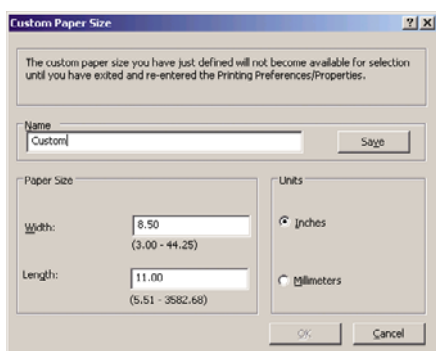 Custom Paper Size
The custom paper size you have just defined will not become available for selection
until you have exited and re-entered the Printing Preferences/Properties.
Name
Custom
Save
Paper Size
Width:
8.50
(3.00 - 44.25)
Length:
11.00
(5.51 - 3582.68)
Units
Inches
Millimeters
OK
Cancel